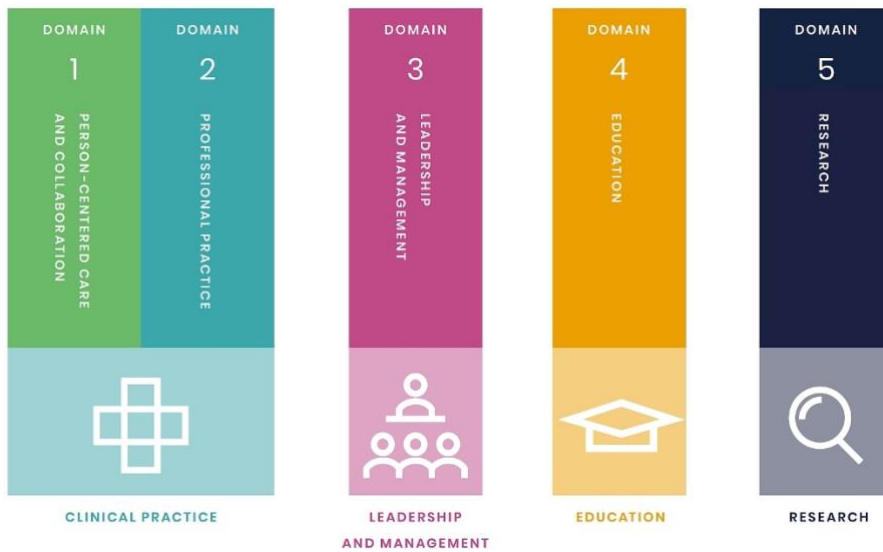 DOMAIN
1
PERSON-CENTERED CARE
AND COLLABORATION
DOMAIN
2
PROFESSIONAL PRACTICE
CLINICAL PRACTICE
DOMAIN
3
LEADERSHIP
AND MANAGEMENT
LEADERSHIP
AND MANAGEMENT
DOMAIN
4
EDUCATION
EDUCATION
DOMAIN
5
RESEARCH
RESEARCH